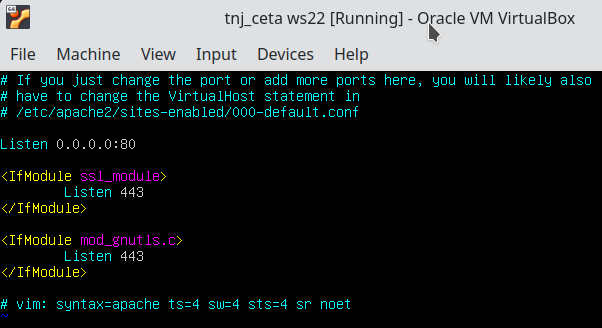 64
tnj_ceta ws22 [Running] - Oracle VM VirtualBox
File Machine View Input Devices Help
# If you just change the port or add more ports here, you will likely also
# have to change the VirtualHost statement in
# /etc/apache2/sites-enabled/000-default.conf
Listen 0.0.0.0:80
<IfModule ssl_module>
        Listen 443
</IfModule>
<IfModule mod_gnutls.c>
        Listen 443
</IfModule>
# vim: syntax=apache ts=4 sw=4 sts=4 sr noet
~